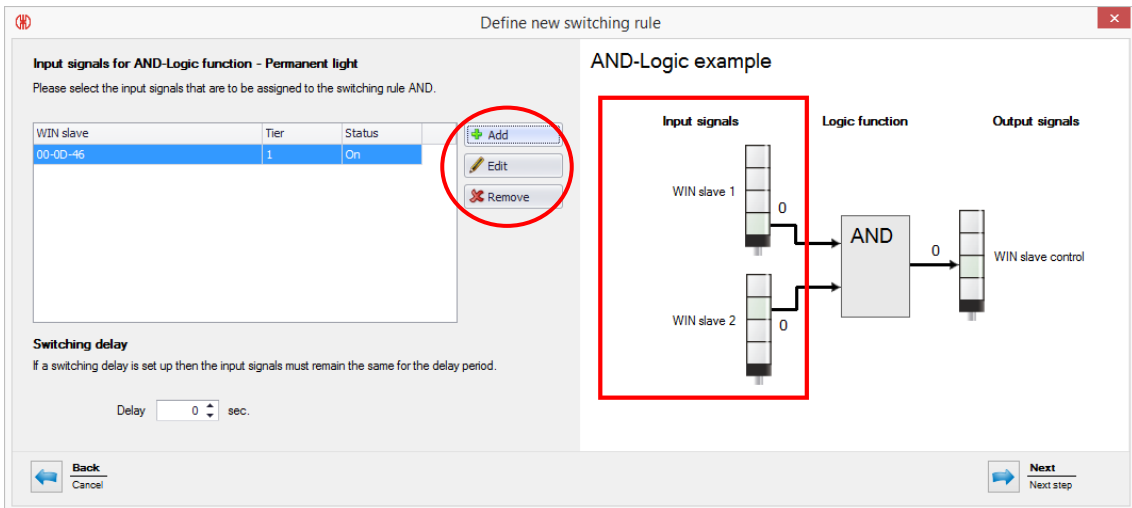 Define new switching rule
Input signals for AND-Logic function - Permanent light
Please select the input signals that are to be assigned to the switching rule AND.
WIN slave Tier Status
00-0D-46 1 On
Add
Edit
Remove
Switching delay
If a switching delay is set up then the input signals must remain the same for the delay period.
Delay 0 sec.
AND-Logic example
Input signals Logic function Output signals
WIN slave 1
0
AND
0
WIN slave control
WIN slave 2
0
Back
Cancel
Next
Next step